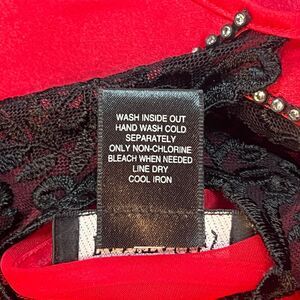 WASH INSIDE OUT
HAND WASH COLD
SEPARATELY
ONLY NON-CHLORINE
BLEACH WHEN NEEDED
LINE DRY
COOL IRON